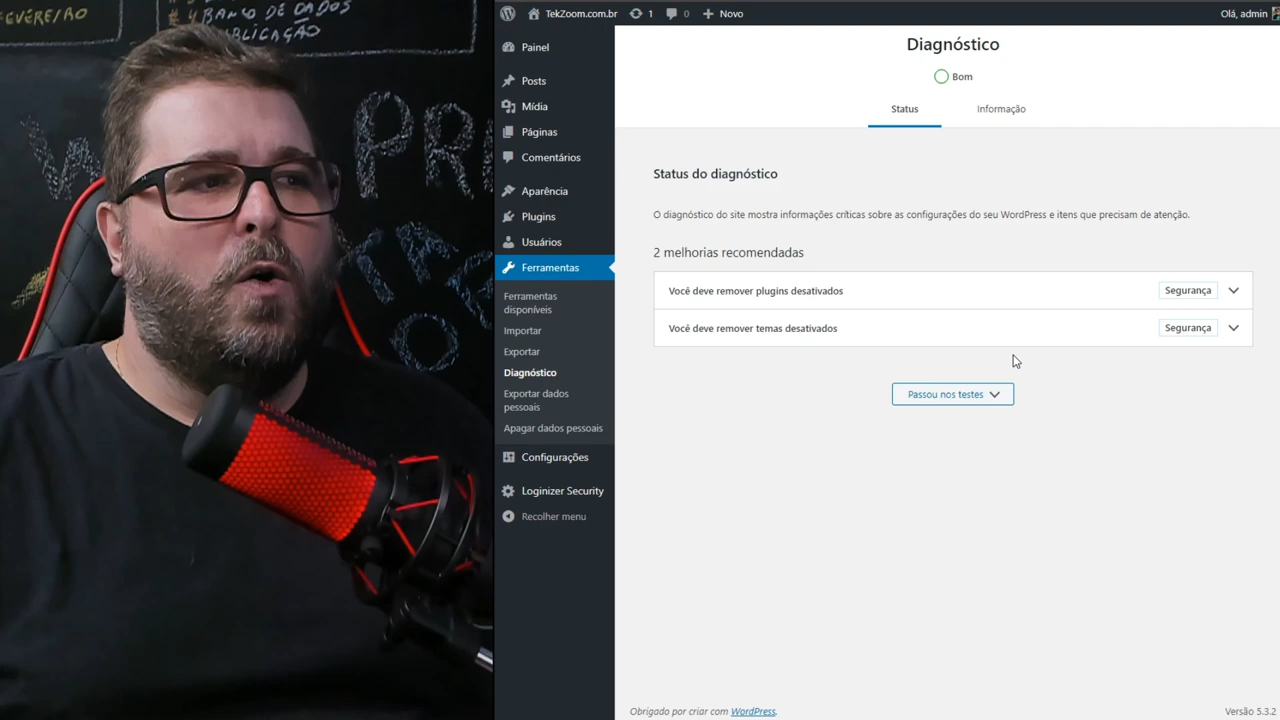 FEVEREIRO
# 4 BANCO DE DADOS
PUBLICAÇÃO
TekZoom.com.br
1
0
Novo
Olá, admin
Painel
Posts
Mídia
Páginas
Comentários
Aparência
Plugins
Usuários
Ferramentas
Ferramentas
disponíveis
Importar
Exportar
Diagnóstico
Exportar dados
pessoais
Apagar dados pessoais
Configurações
Loginizer Security
Recolher menu
Diagnóstico
Bom
Status
Informação
Status do diagnóstico
O diagnóstico do site mostra informações críticas sobre as configurações do seu WordPress e itens que precisam de atenção.
2 melhorias recomendadas
Você deve remover plugins desativados
Segurança
Você deve remover temas desativados
Segurança
Passou nos testes
Obrigado por criar com WordPress.
Versão 5.3.2